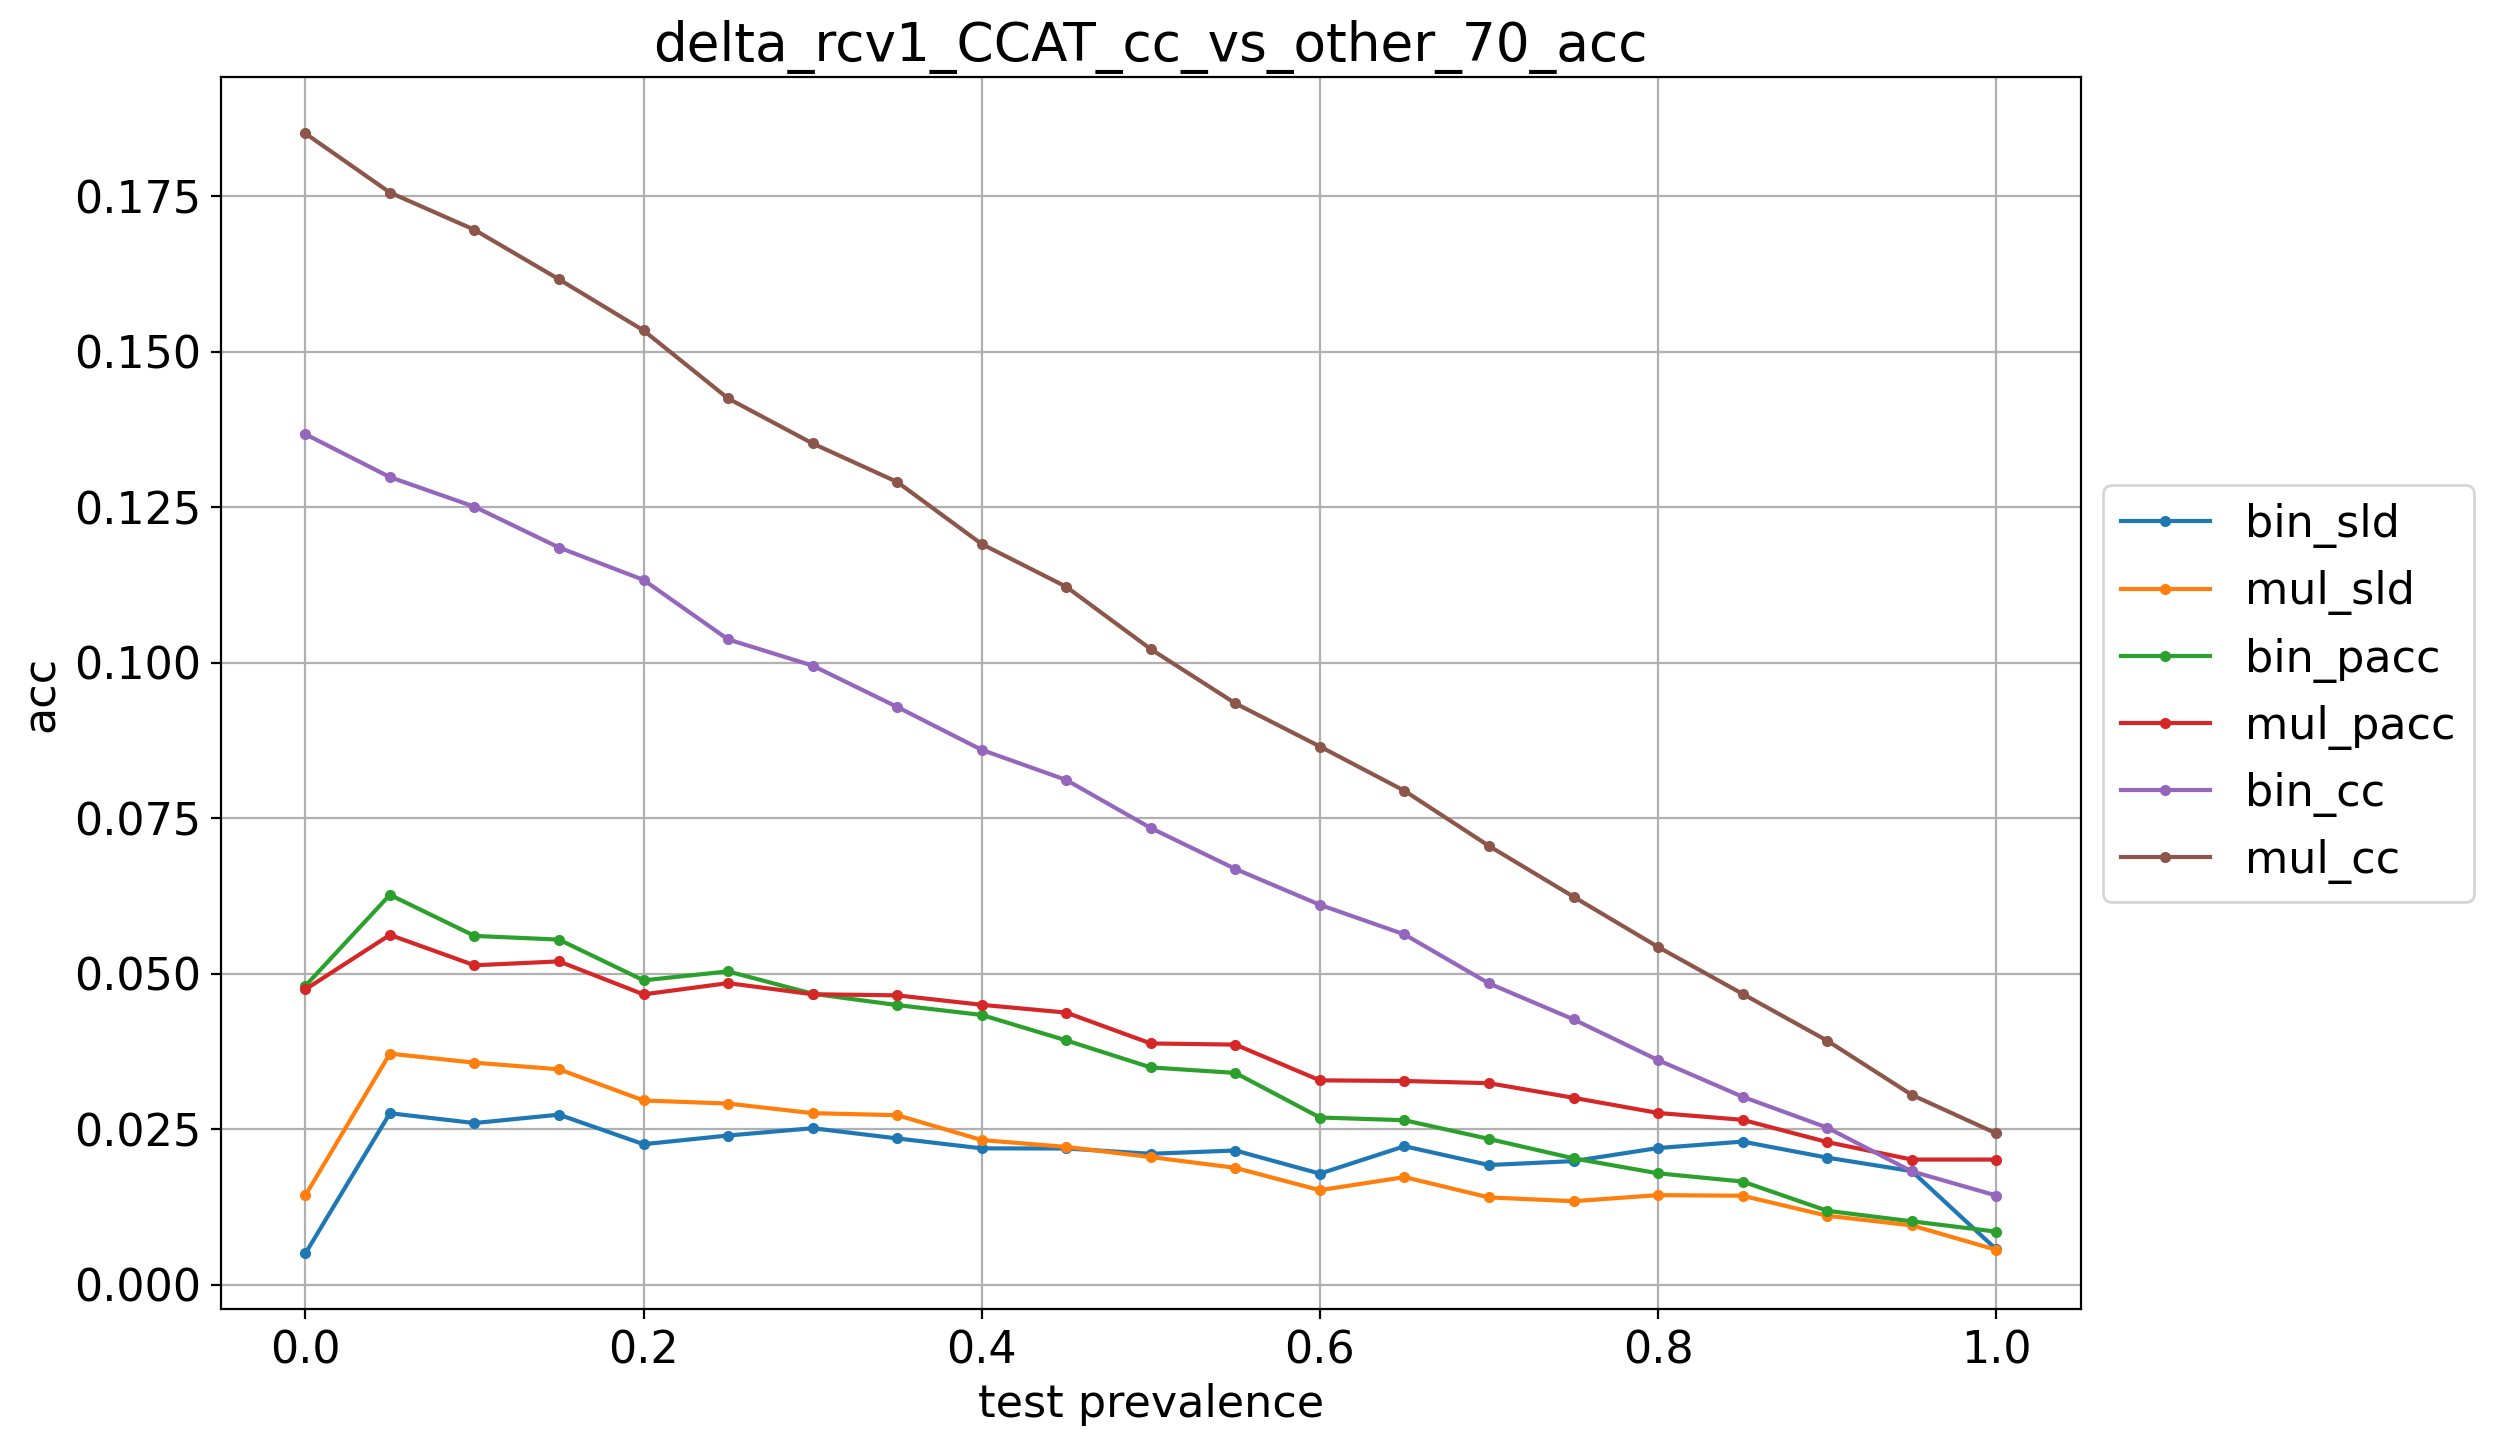 delta_rcv1_CCAT_cc_vs_other_70_acc
acc
0.175
0.150
0.125
0.100
0.075
0.050
0.025
0.000
0.0 0.2 0.4 0.6 0.8 1.0
test prevalence
bin_sld
mul_sld
bin_pacc
mul_pacc
bin_cc
mul_cc